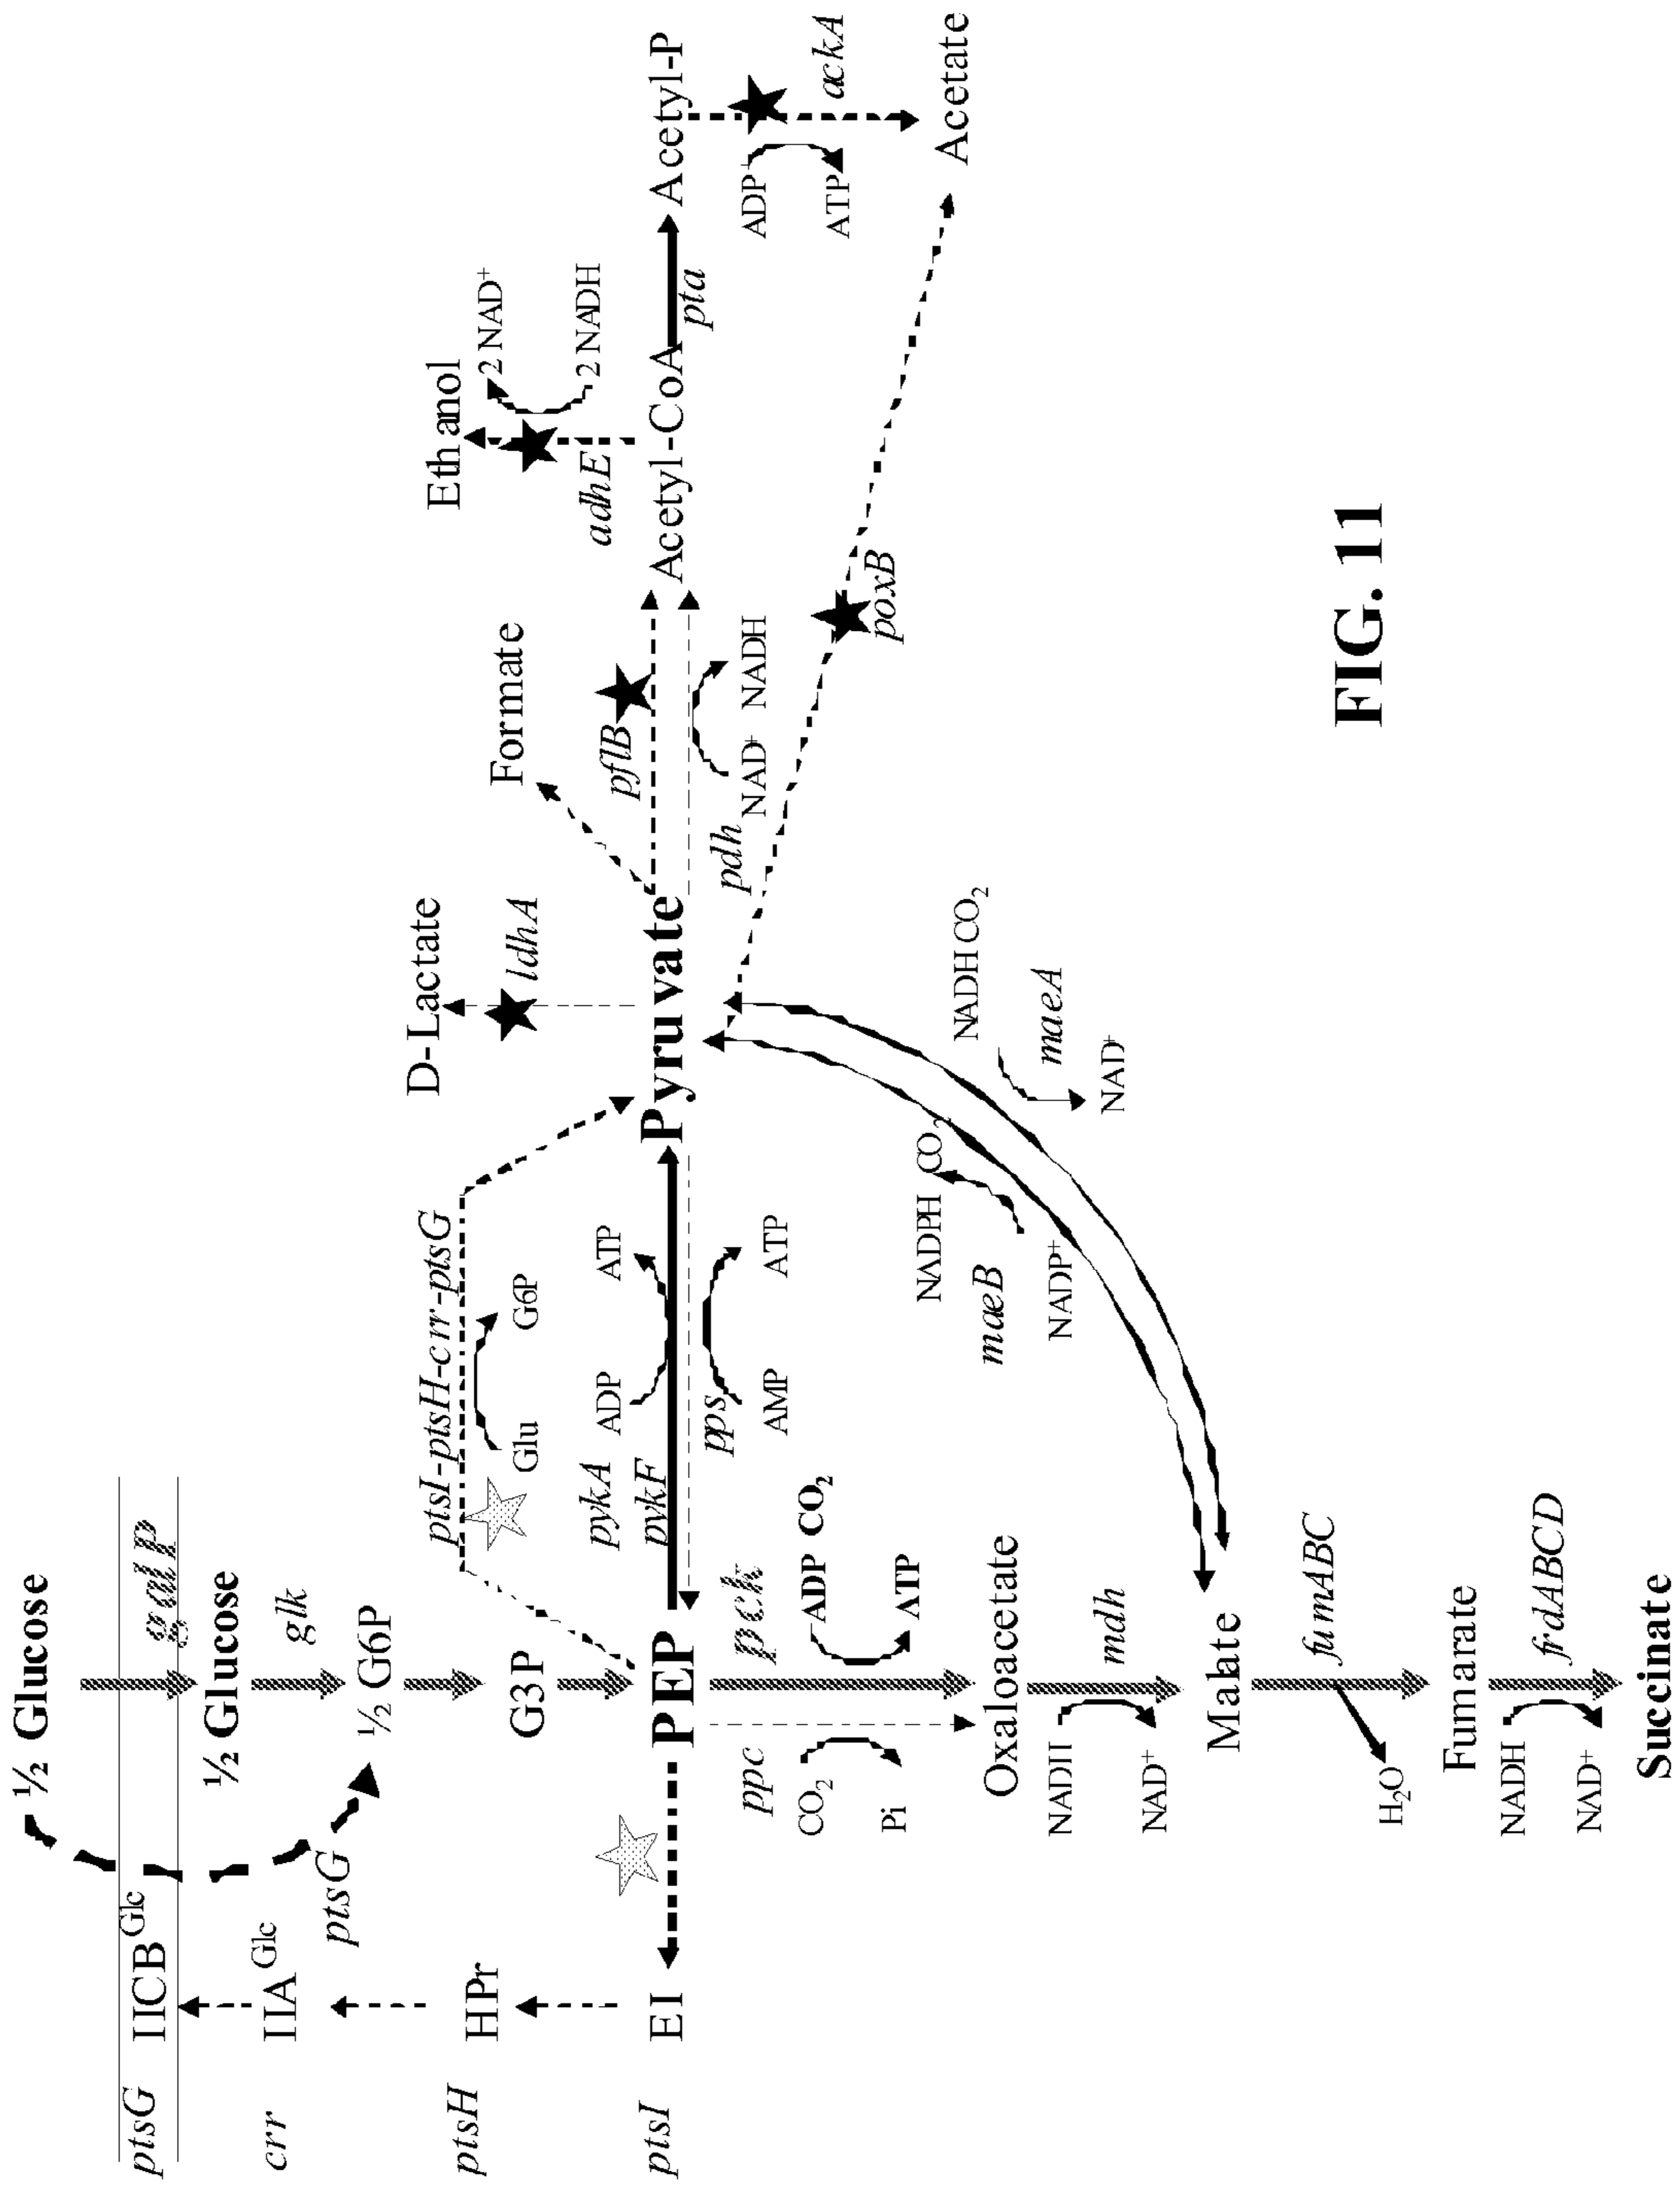 ½ Glucose
galP
½ Glucose
glk
½ G6P
G3P
PEP
ptsG
IICB^Glc
crr
IIA^Glc
ptsG
ptsH
HPr
ptsI
EI
ptsI-ptsH-crr-ptsG
Glu
G6P
pykA
ADP
ATP
pykF
pps
AMP
ATP
Pyruvate
D-Lactate
ldhA
Formate
pflB
pdh
NAD⁺
NADH
Acetyl-CoA
Ethanol
adhE
2 NAD⁺
2 NADH
pta
Acetyl-P
ADP
ATP
ackA
Acetate
poxB
ppc
CO₂
Pi
pck
ADP CO₂
ATP
Oxaloacetate
NADH
NAD⁺
mdh
Malate
NADPH CO₂
maeB
NADP⁺
NADH CO₂
maeA
NAD⁺
fumABC
H₂O
Fumarate
NADH
NAD⁺
frdABCD
Succinate
FIG. 11